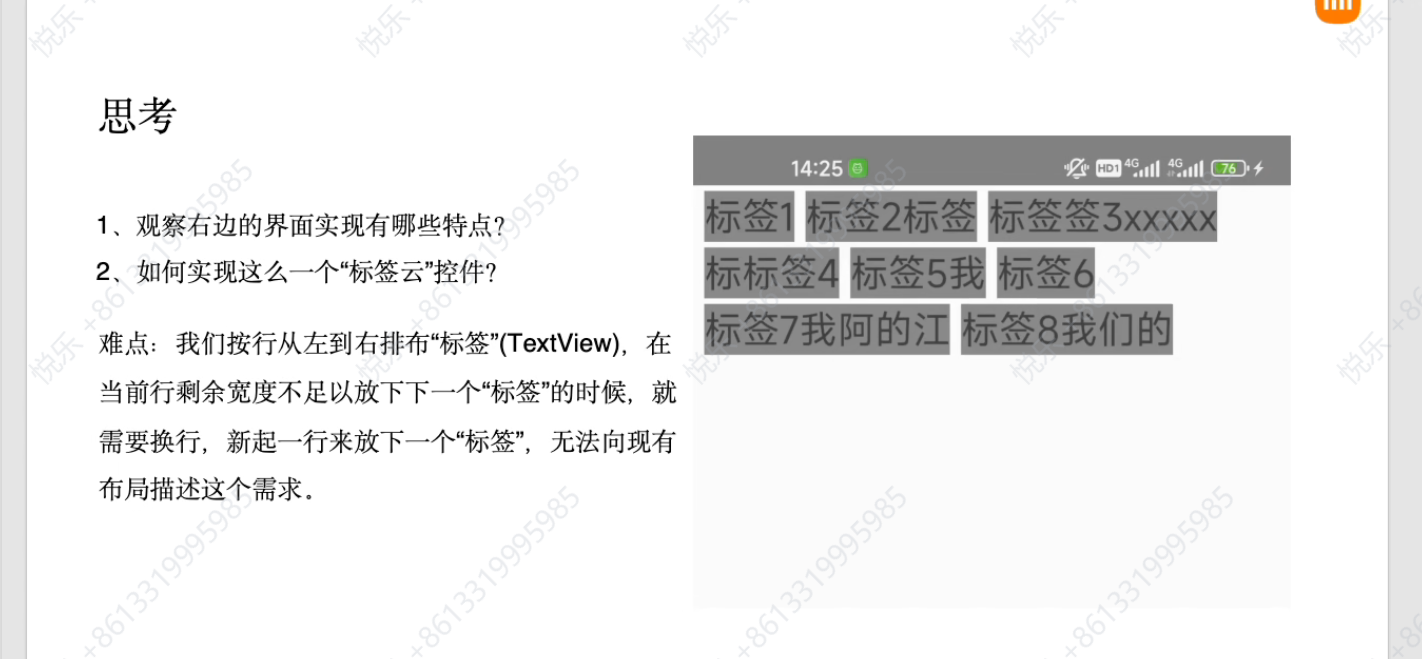 思考
1、观察右边的界面实现有哪些特点？
2、如何实现这么一个“标签云”控件？
难点：我们按行从左到右排布“标签”(TextView)，在
当前行剩余宽度不足以放下下一个“标签”的时候，就
需要换行，新起一行来放下一个“标签”，无法向现有
布局描述这个需求。
14:25 HD1 4G 4G 76
标签1 标签2标签 标签签3xxxxx
标标签4 标签5我 标签6
标签7我阿的江 标签8我们的
悦乐 +8613319995985